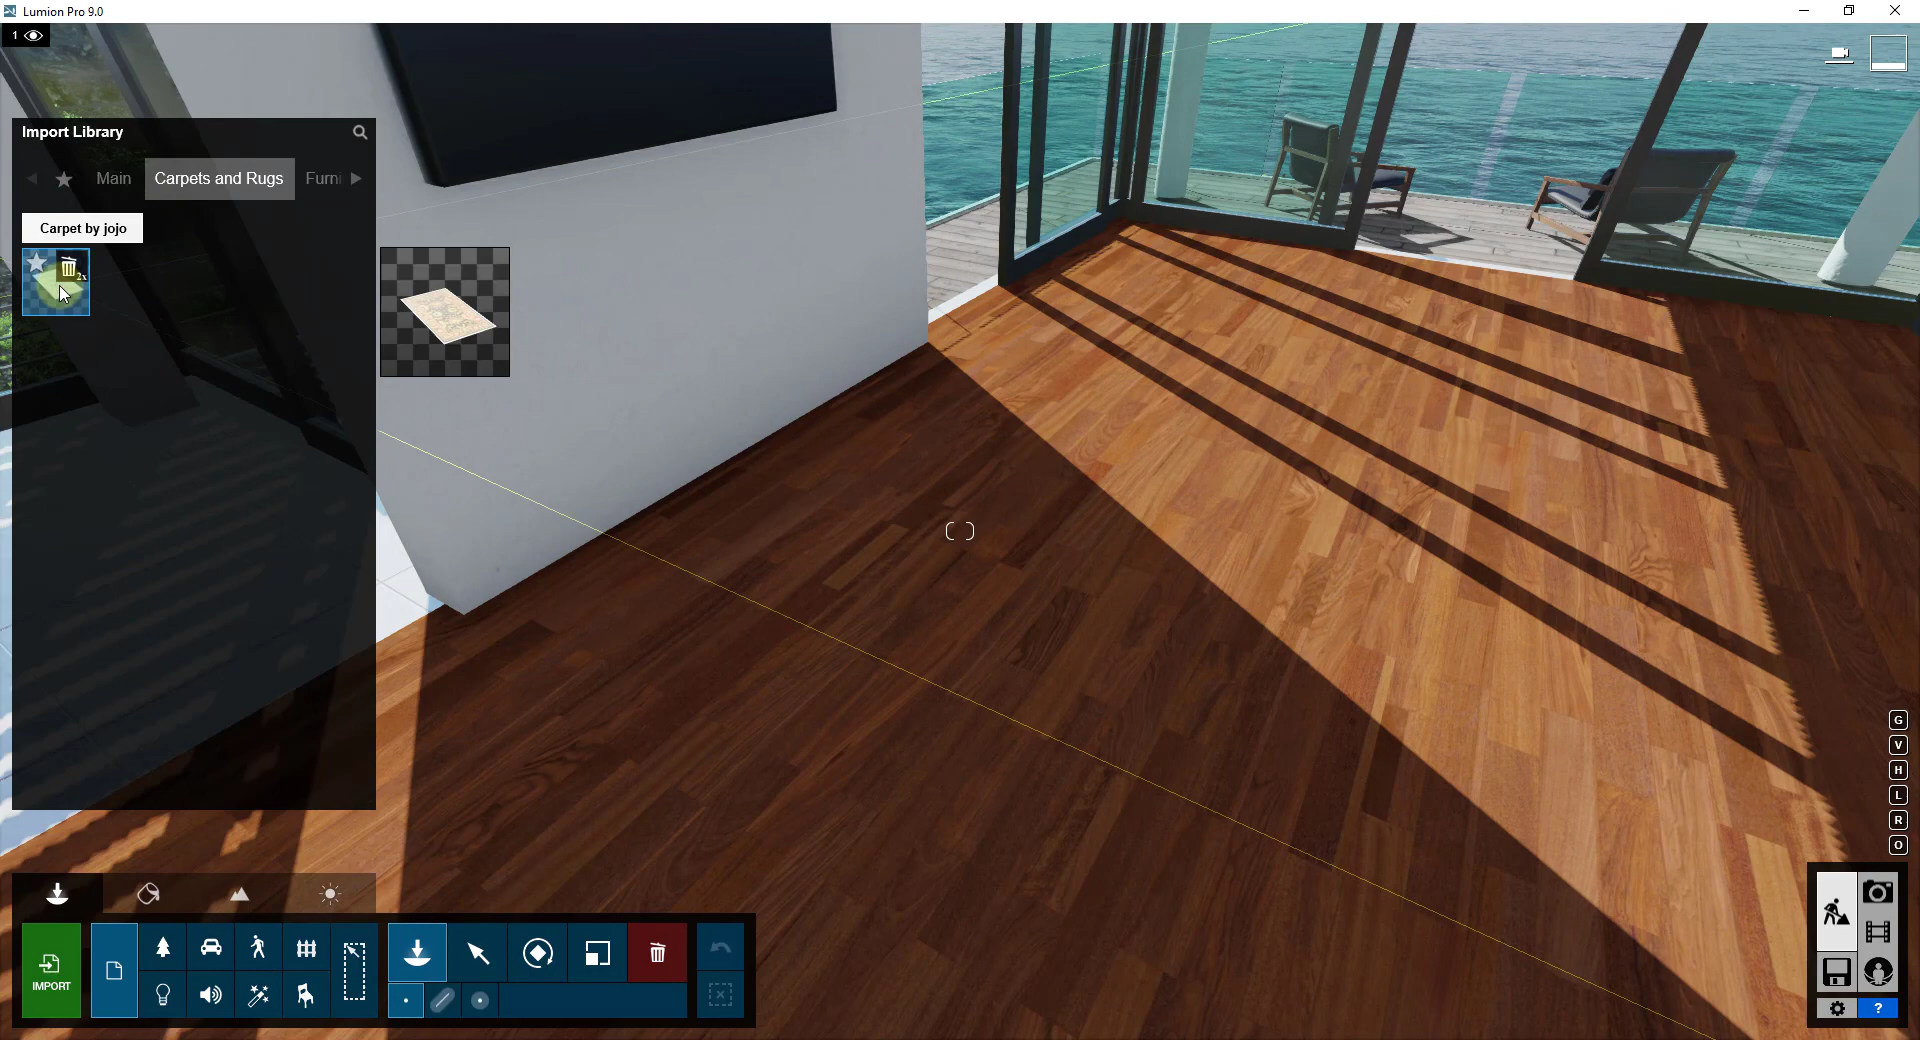 Lumion Pro 9.0
1
Import Library
Main
Carpets and Rugs
Furni
Carpet by jojo
2x
G
V
H
L
R
O
IMPORT
?